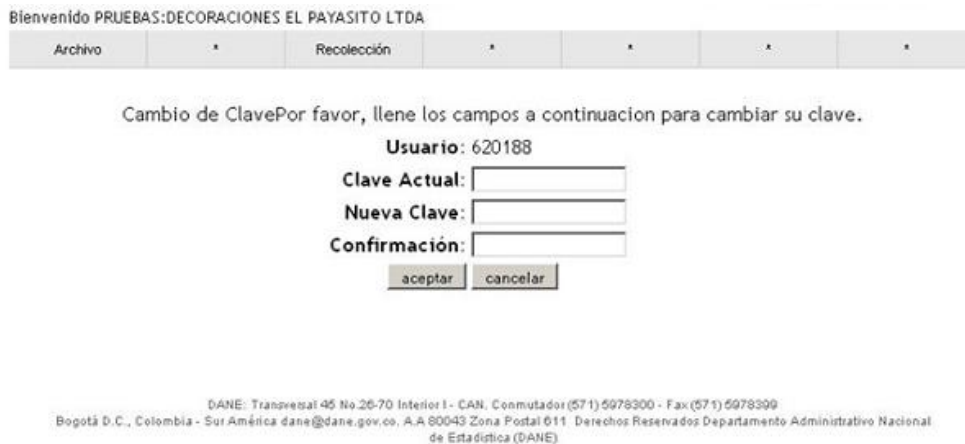 Bienvenido PRUEBAS:DECORACIONES EL PAYASITO LTDA
Archivo * Recolección * * * *
Cambio de ClavePor favor, llene los campos a continuacion para cambiar su clave.
Usuario: 620188
Clave Actual:
Nueva Clave:
Confirmación:
aceptar cancelar
DANE: Transversal 45 No.26-70 Interior I - CAN. Conmutador (571) 5978300 - Fax (571) 5978399
Bogotá D.C., Colombia - Sur América dane@dane.gov.co. A.A 80043 Zona Postal 611 Derechos Reservados Departamento Administrativo Nacional
de Estadistica (DANE)